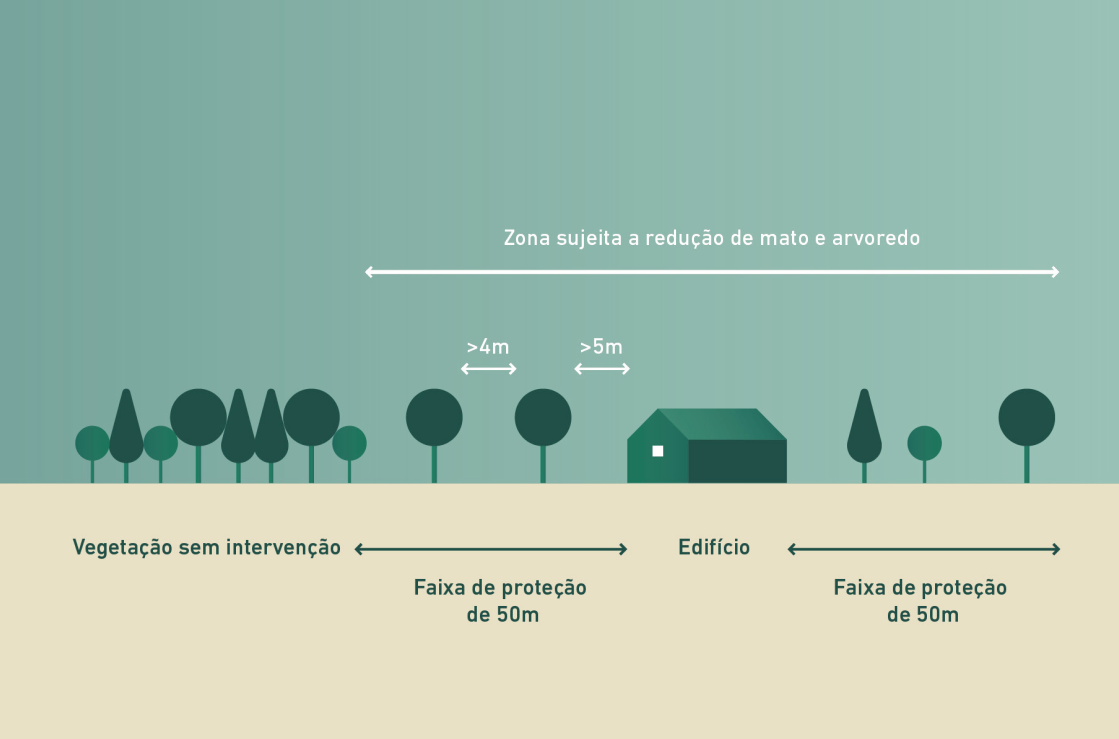 Zona sujeita a redução de mato e arvoredo
>4m
>5m
Vegetação sem intervenção
Edifício
Faixa de proteção
de 50m
Faixa de proteção
de 50m